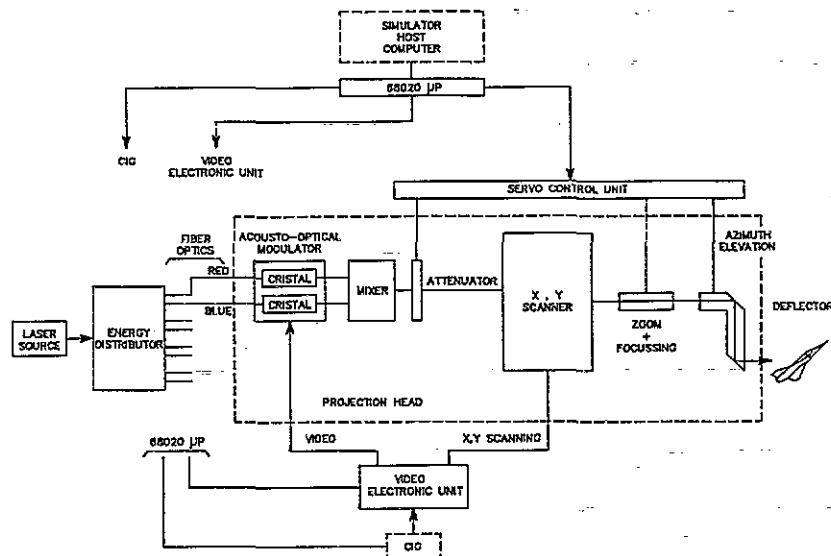 SIMULATOR
HOST
COMPUTER
68020 µP
CIG
VIDEO
ELECTRONIC UNIT
SERVO CONTROL UNIT
FIBER
OPTICS
ACOUSTO-OPTICAL
MODULATOR
AZIMUTH
ELEVATION
RED
CRISTAL
MIXER
ATTENUATOR
X , Y
SCANNER
BLUE
CRISTAL
DEFLECTOR
LASER
SOURCE
ENERGY
DISTRIBUTOR
ZOOM
+
FOCUSSING
PROJECTION HEAD
68020 µP
VIDEO
X,Y SCANNING
VIDEO
ELECTRONIC UNIT
CIG